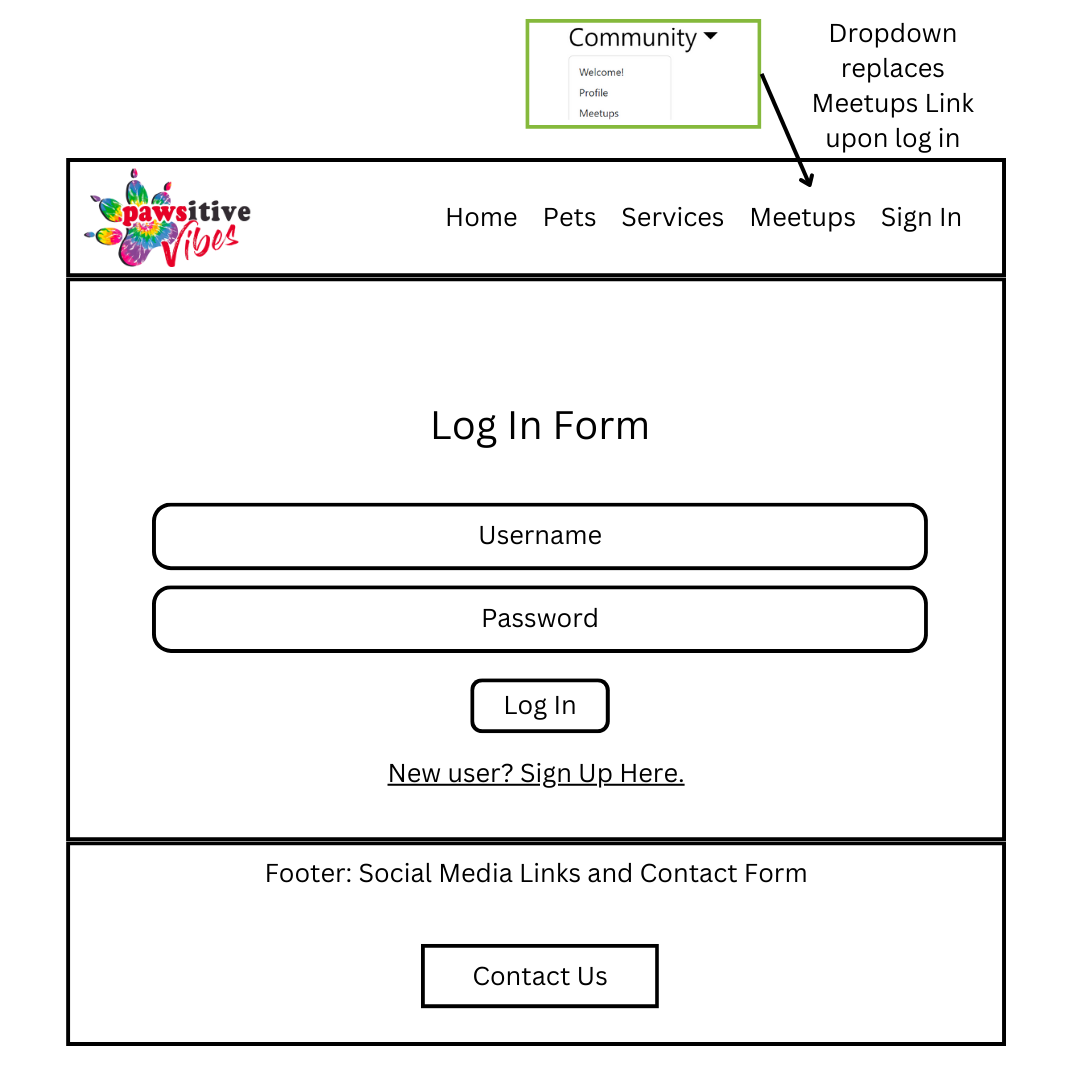 Community
Welcome!
Profile
Meetups
Dropdown
replaces
Meetups Link
upon log in
pawsitive
Vibes
Home Pets Services Meetups Sign In
Log In Form
Username
Password
Log In
New user? Sign Up Here.
Footer: Social Media Links and Contact Form
Contact Us